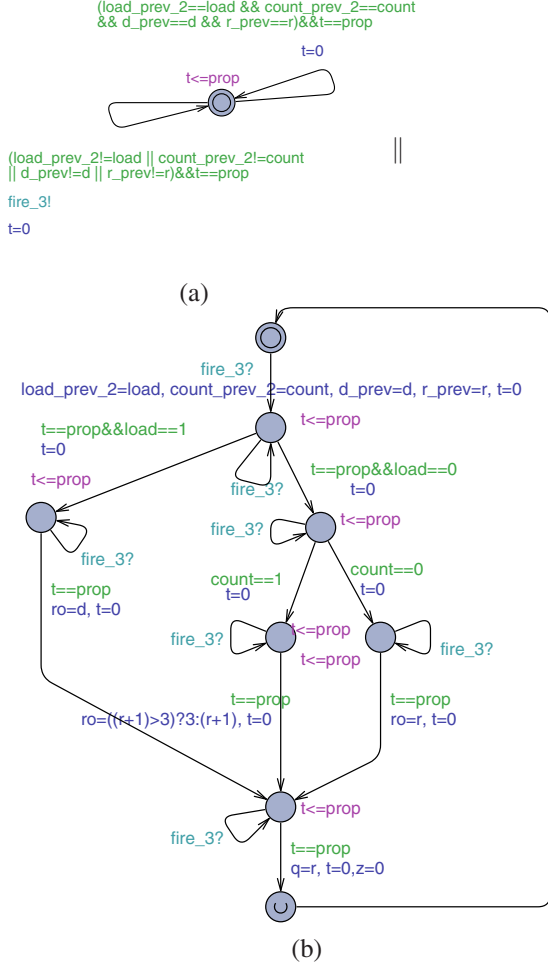 (load_prev_2==load && count_prev_2==count
&& d_prev==d && r_prev==r)&&t==prop
t=0
t<=prop
(load_prev_2!=load || count_prev_2!=count
|| d_prev!=d || r_prev!=r)&&t==prop
||
fire_3!
t=0
(a)
fire_3?
load_prev_2=load, count_prev_2=count, d_prev=d, r_prev=r, t=0
t==prop&&load==1
t=0
t<=prop
t<=prop
fire_3?
t==prop&&load==0
t=0
fire_3?
t<=prop
fire_3?
t==prop
ro=d, t=0
count==1
t=0
count==0
t=0
fire_3?
t<=prop
t<=prop
fire_3?
t==prop
ro=((r+1)>3)?3:(r+1), t=0
t==prop
ro=r, t=0
t<=prop
fire_3?
t==prop
q=r, t=0,z=0
(b)